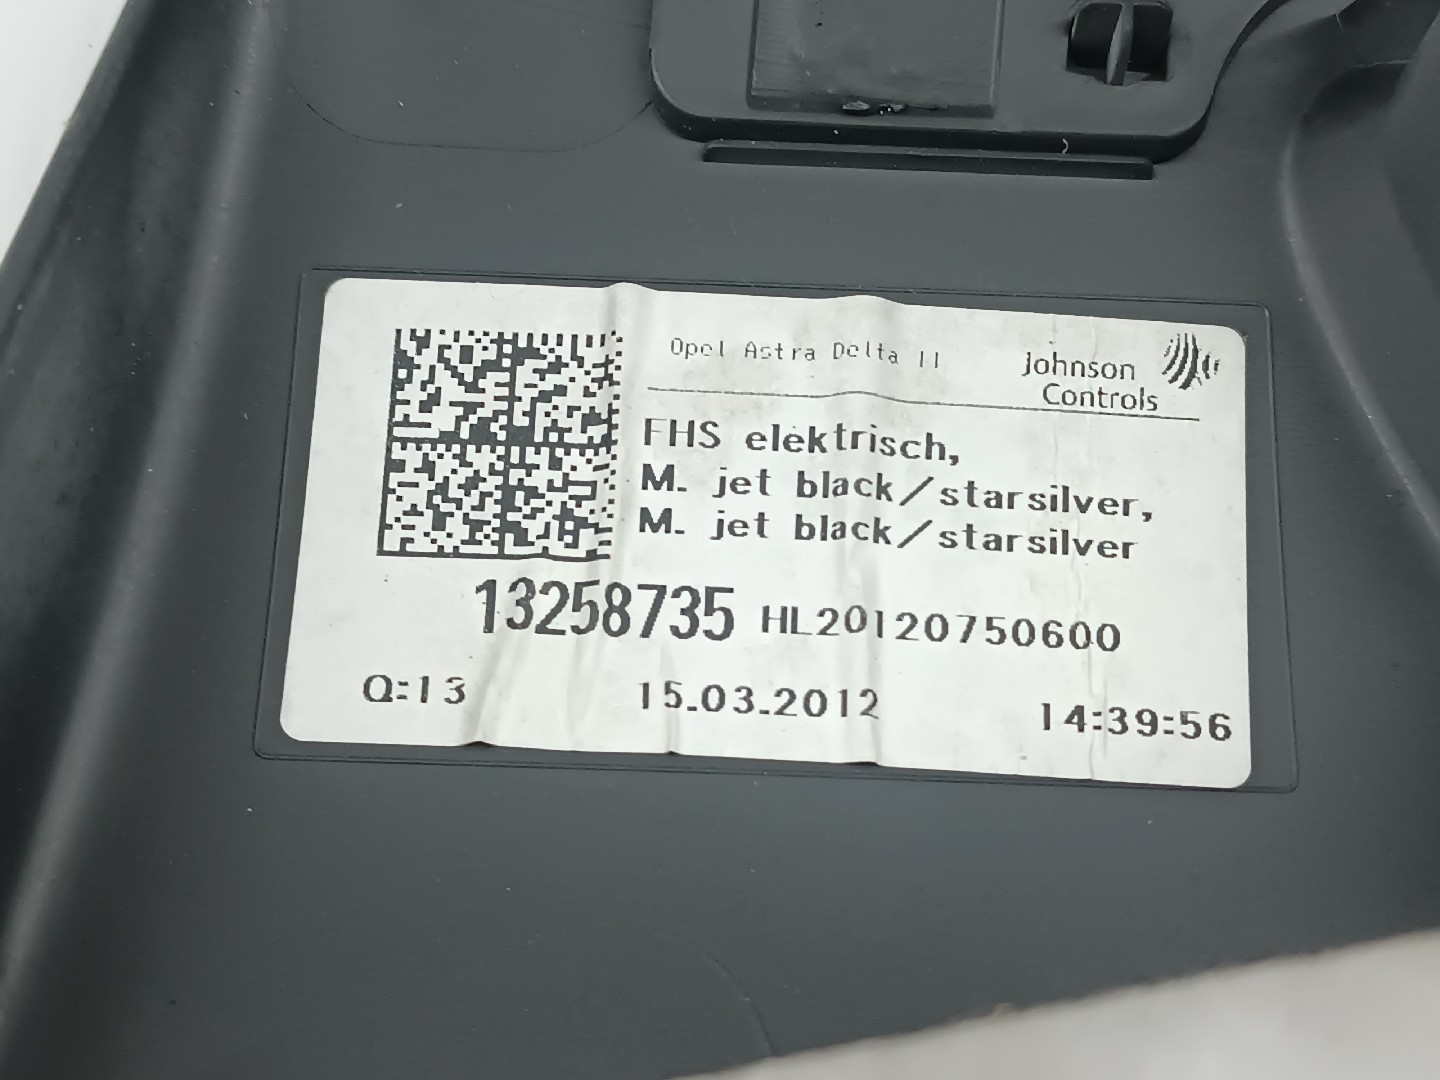 Opel Astra Delta II
Johnson
Controls
FHS elektrisch,
M. jet black/starsilver,
M. jet black/starsilver
13258735 HL20120750600
Q:13 15.03.2012 14:39:56